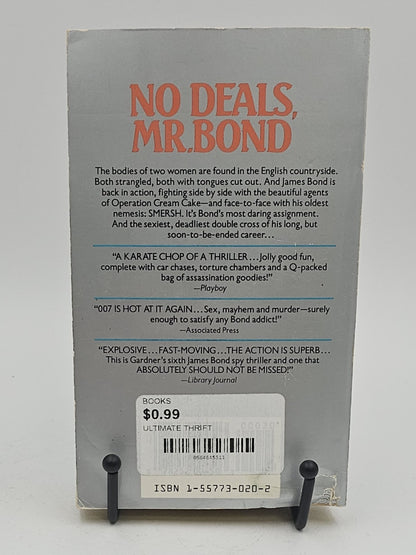 NO DEALS,
MR. BOND
The bodies of two women are found in the English countryside.
Both strangled, both with tongues cut out. And James Bond is
back in action, fighting side by side with the beautiful agents
of Operation Cream Cake—and face-to-face with his oldest
nemesis: SMERSH. It's Bond's most daring assignment.
And the sexiest, deadliest double cross of his long, but
soon-to-be-ended career...
"A KARATE CHOP OF A THRILLER...Jolly good fun,
complete with car chases, torture chambers and a Q-packed
bag of assassination goodies!"
—Playboy
"007 IS HOT AT IT AGAIN...Sex, mayhem and murder—surely
enough to satisfy any Bond addict!"
—Associated Press
"EXPLOSIVE...FAST-MOVING...THE ACTION IS SUPERB...
This is Gardner's sixth James Bond spy thriller and one that
ABSOLUTELY SHOULD NOT BE MISSED!"
—Library Journal
BOOKS
$0.99
ULTIMATE THRIFT
ISBN 1-55773-020-2